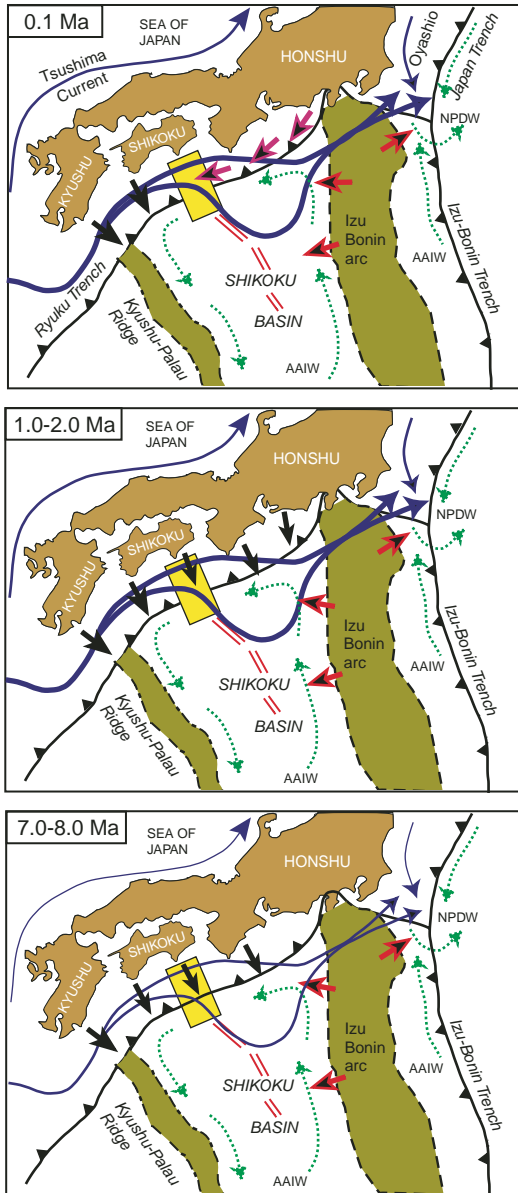 0.1 Ma
SEA OF
JAPAN
HONSHU
Oyashio
Japan Trench
Tsushima
Current
NPDW
SHIKOKU
KYUSHU
Izu
Bonin
arc
AAIW
Izu-Bonin Trench
SHIKOKU
BASIN
Ryuku Trench
Kyushu-Palau
Ridge
AAIW
1.0-2.0 Ma
SEA OF
JAPAN
HONSHU
NPDW
SHIKOKU
KYUSHU
Izu
Bonin
arc
AAIW
Izu-Bonin Trench
SHIKOKU
BASIN
Kyushu-Palau
Ridge
AAIW
7.0-8.0 Ma
SEA OF
JAPAN
HONSHU
NPDW
SHIKOKU
KYUSHU
Izu
Bonin
arc
AAIW
Izu-Bonin Trench
SHIKOKU
BASIN
Kyushu-Palau
Ridge
AAIW